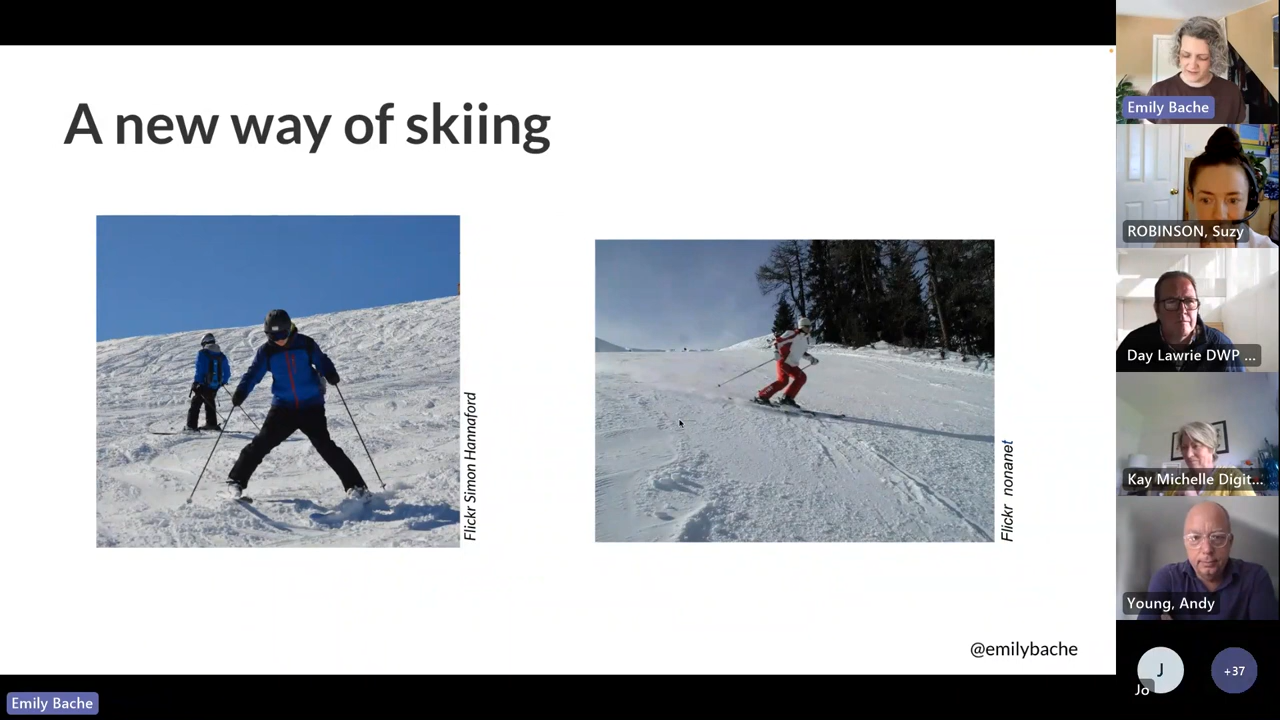 A new way of skiing
Flickr Simon Hannaford
Flickr nonanet
@emilybache
Emily Bache
Emily Bache
ROBINSON, Suzy
Day Lawrie DWP ...
Kay Michelle Digit...
Young, Andy
J
Jo
+37